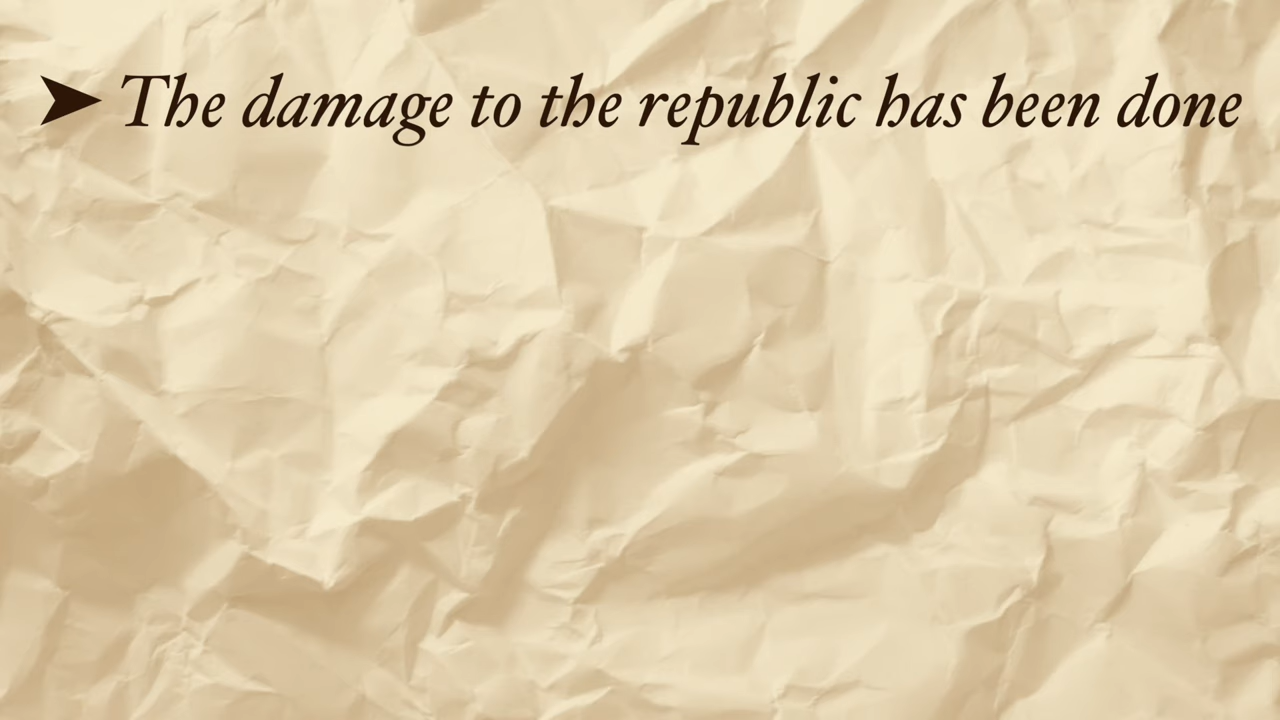 ➤ The damage to the republic has been done